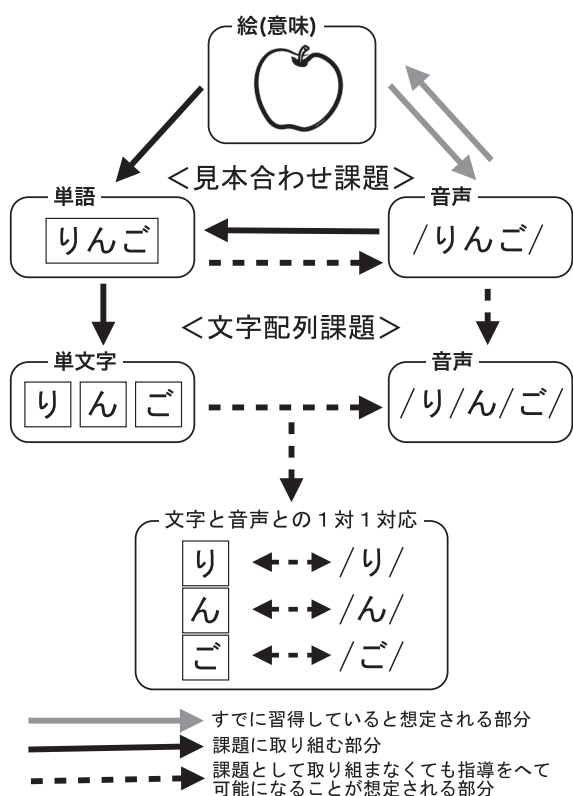 絵(意味)
＜見本合わせ課題＞
単語
りんご
音声
/りんご/
＜文字配列課題＞
単文字
り ん ご
音声
/り/ん/ご/
文字と音声との１対１対応
り /り/
ん /ん/
ご /ご/
すでに習得していると想定される部分
課題に取り組む部分
課題として取り組まなくても指導をへて
可能になることが想定される部分